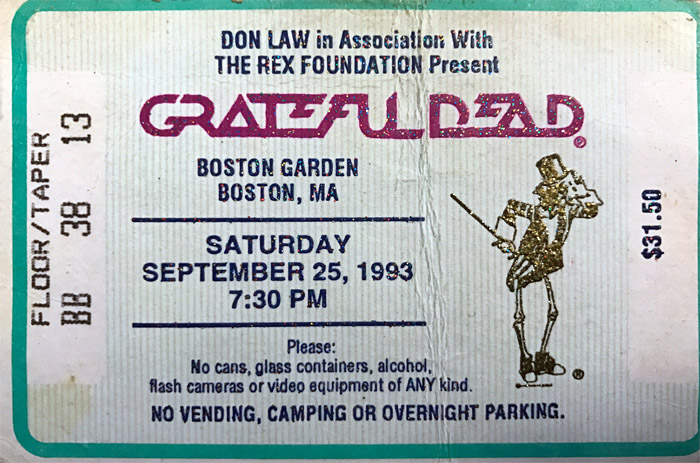 DON LAW in Association With
THE REX FOUNDATION Present
GRATEFUL DEAD®
BOSTON GARDEN
BOSTON, MA
SATURDAY
SEPTEMBER 25, 1993
7:30 PM
Please:
No cans, glass containers, alcohol,
flash cameras or video equipment of ANY kind.
NO VENDING, CAMPING OR OVERNIGHT PARKING.
FLOOR/TAPER
BB 38 13
$31.50
®